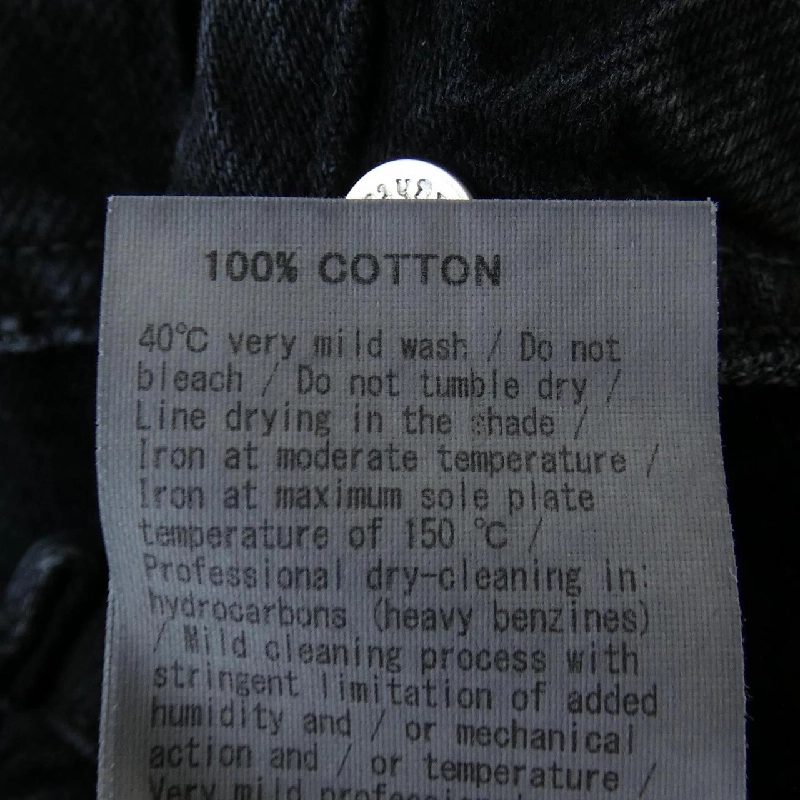 100% COTTON
40℃ very mild wash / Do not
bleach / Do not tumble dry /
Line drying in the shade /
Iron at moderate temperature /
Iron at maximum sole plate
temperature of 150 ℃ /
Professional dry-cleaning in:
hydrocarbons (heavy benzines)
/ Mild cleaning process with
stringent limitation of added
humidity and / or mechanical
action and / or temperature /
Very mild